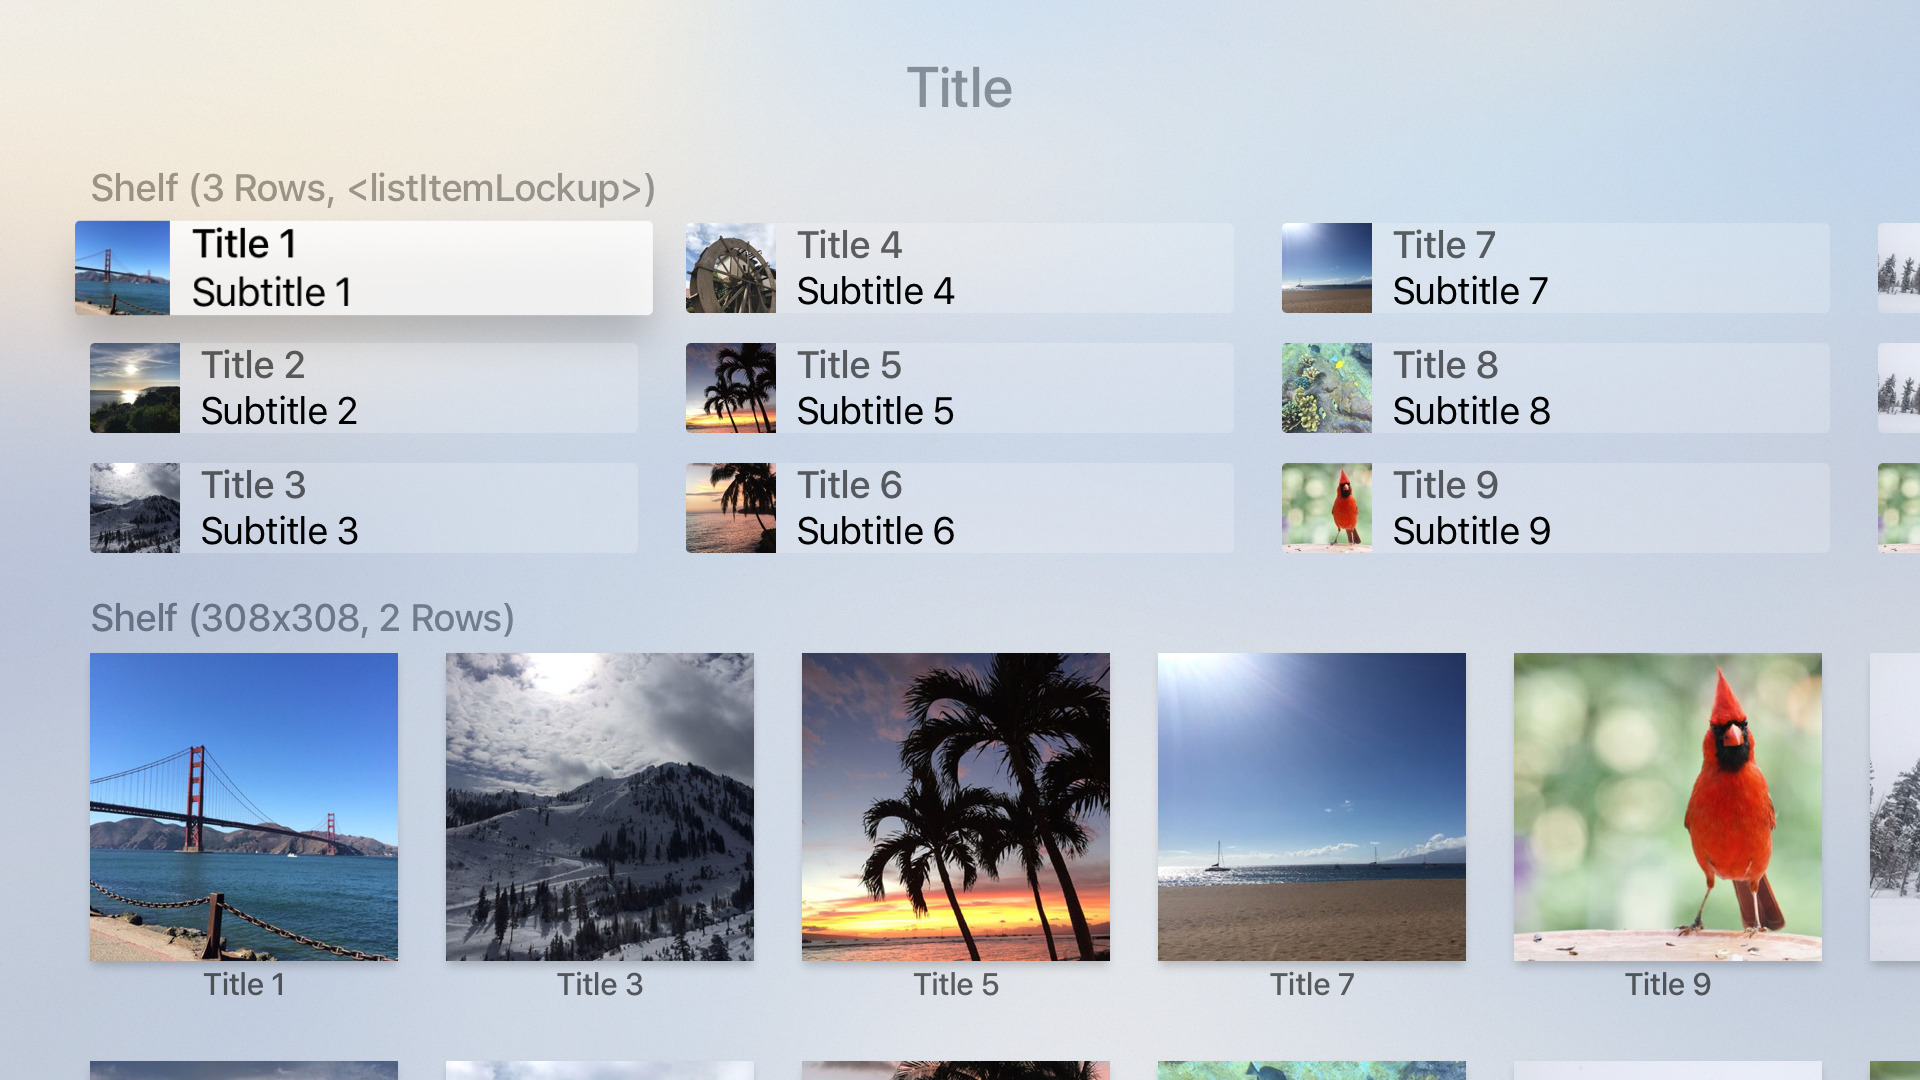 Title
Shelf (3 Rows, <listItemLockup>)
Title 1
Subtitle 1
Title 4
Subtitle 4
Title 7
Subtitle 7
Title 2
Subtitle 2
Title 5
Subtitle 5
Title 8
Subtitle 8
Title 3
Subtitle 3
Title 6
Subtitle 6
Title 9
Subtitle 9
Shelf (308x308, 2 Rows)
Title 1
Title 3
Title 5
Title 7
Title 9